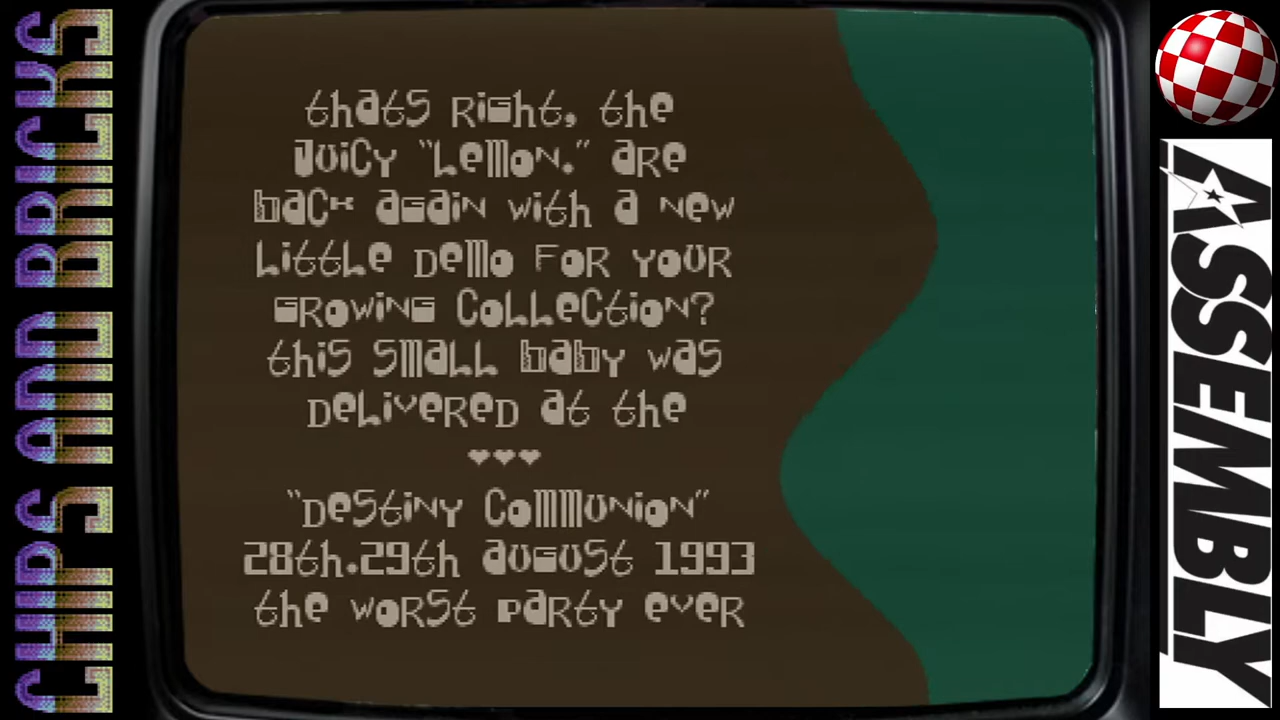 CHIPS AND BRICKS
thats right, the
juicy "lemon." are
back again with a new
little demo for your
growing collection?
this small baby was
delivered at the
❤❤❤
"destiny communion"
28th.29th august 1993
the worst party ever
ASSEMBLY